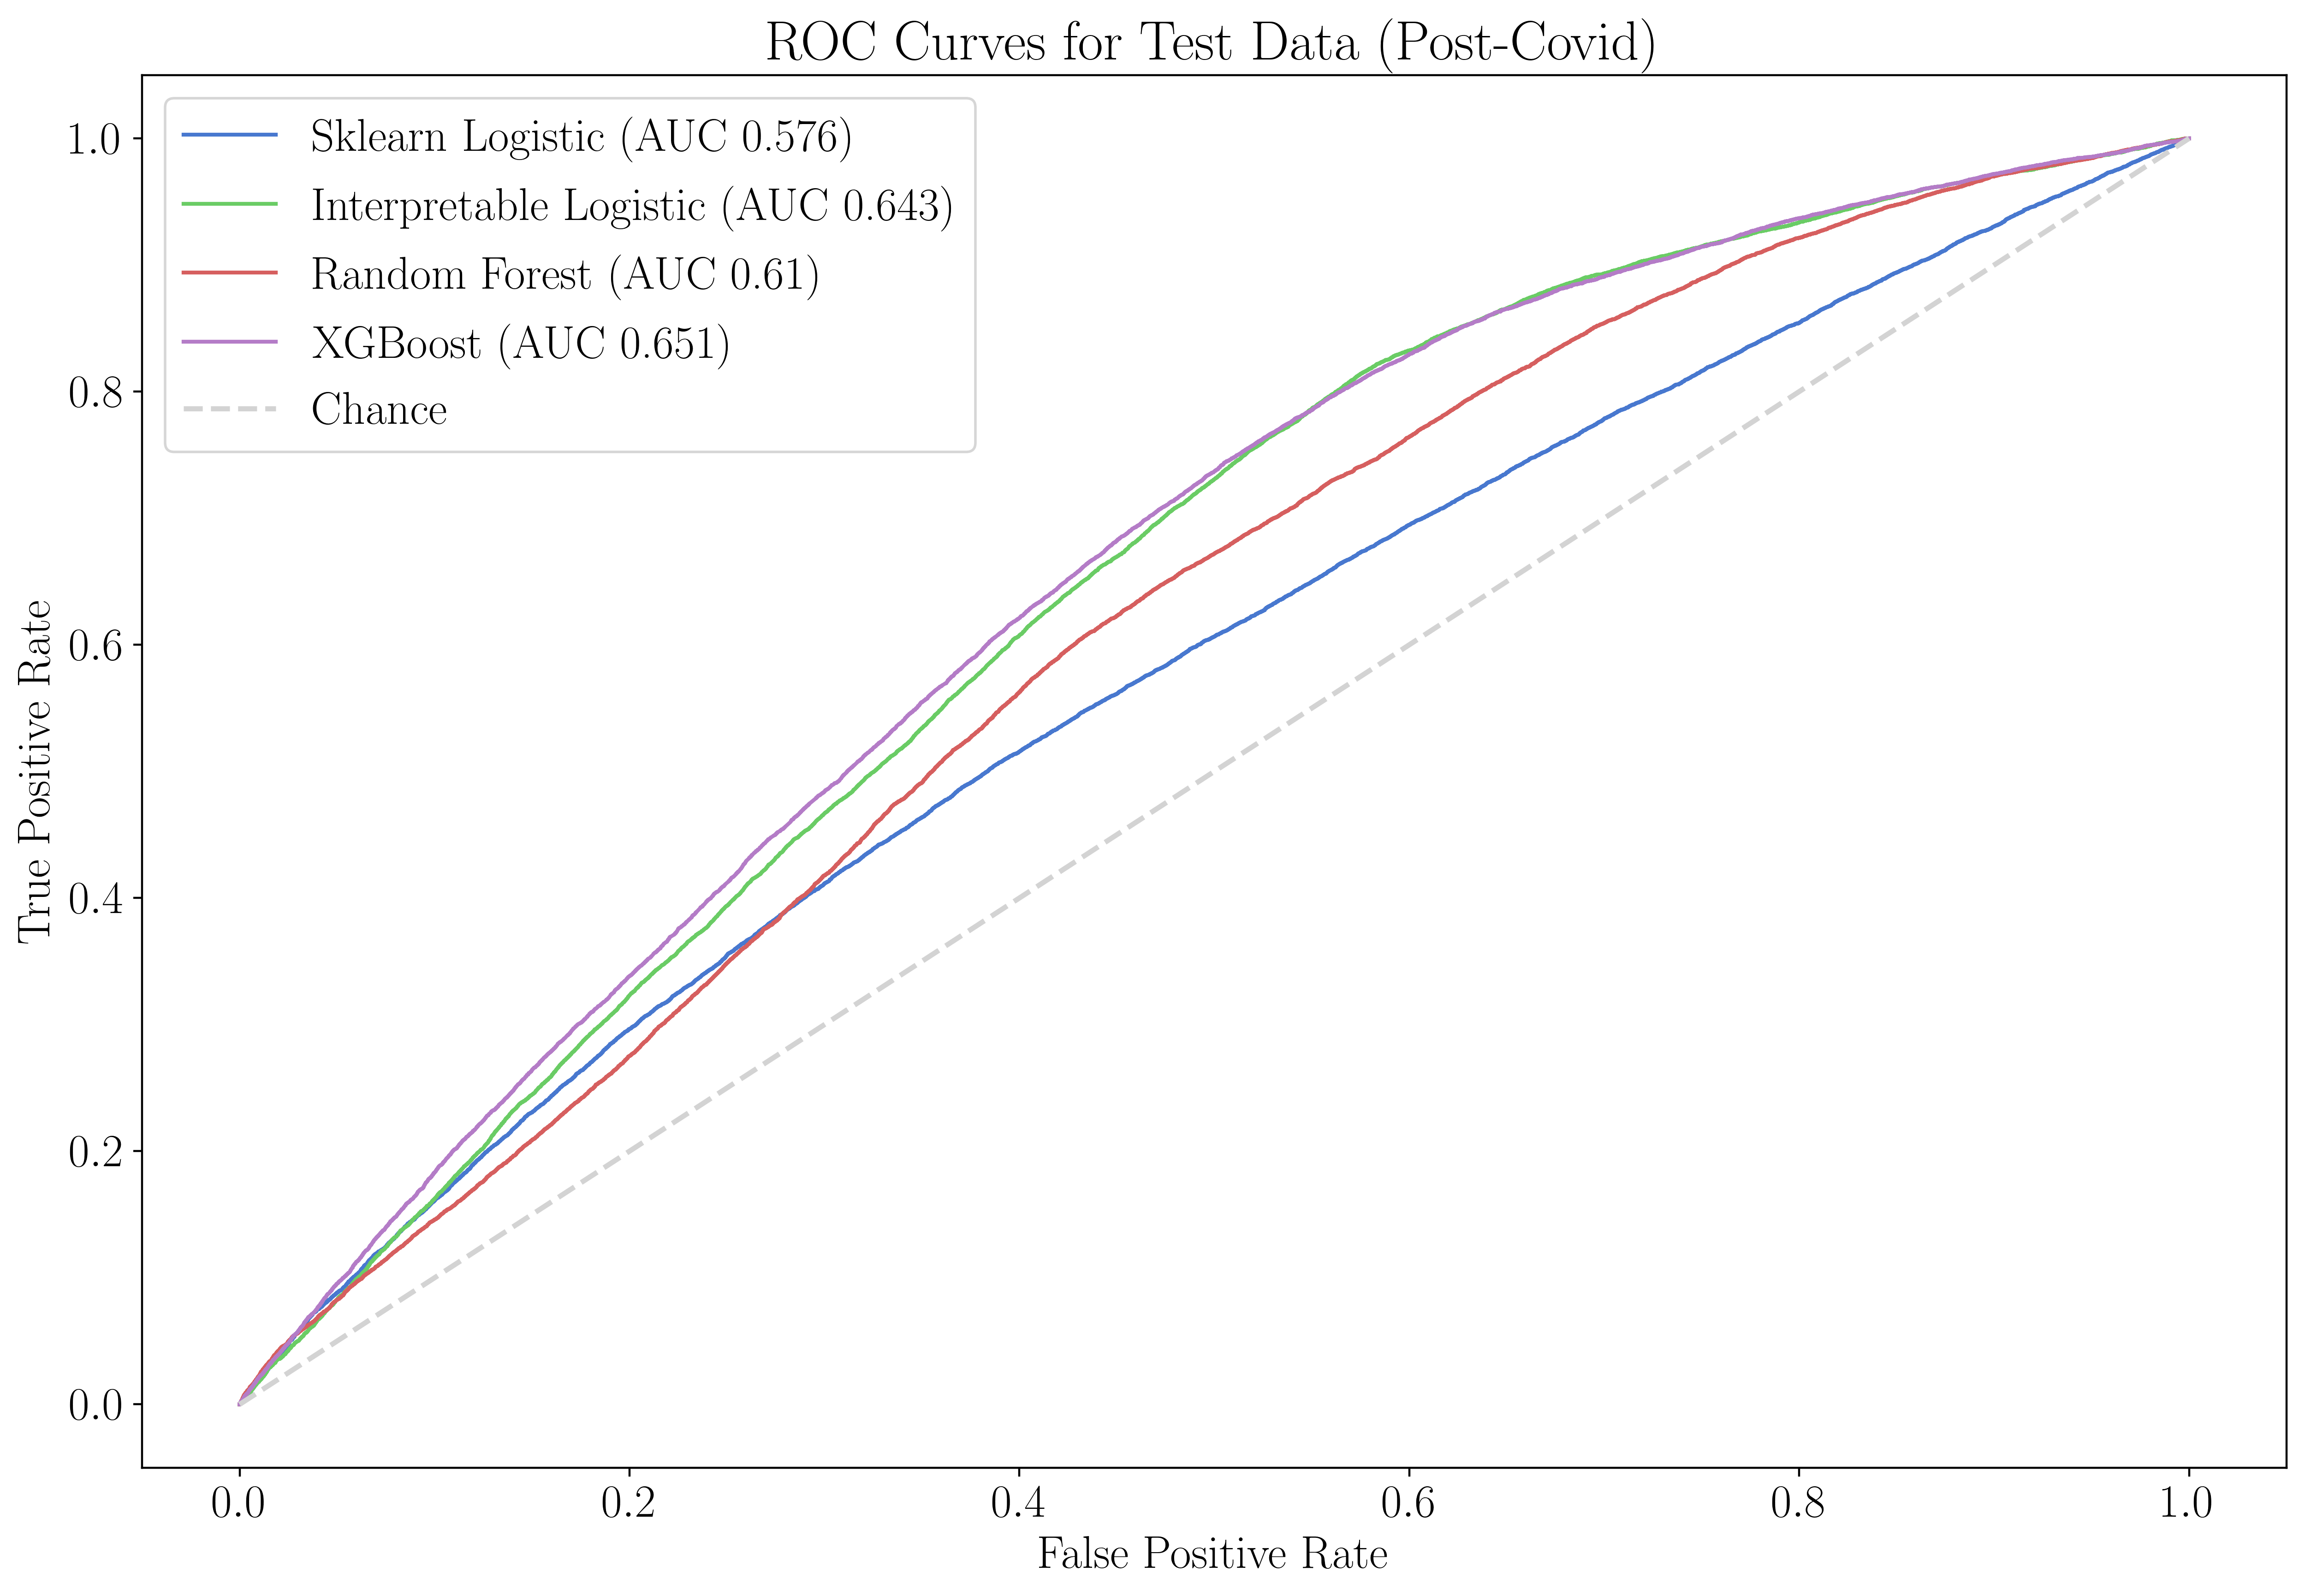 ROC Curves for Test Data (Post-Covid)
Sklearn Logistic (AUC 0.576)
Interpretable Logistic (AUC 0.643)
Random Forest (AUC 0.61)
XGBoost (AUC 0.651)
Chance
True Positive Rate
1.0
0.8
0.6
0.4
0.2
0.0
0.0 0.2 0.4 0.6 0.8 1.0
False Positive Rate